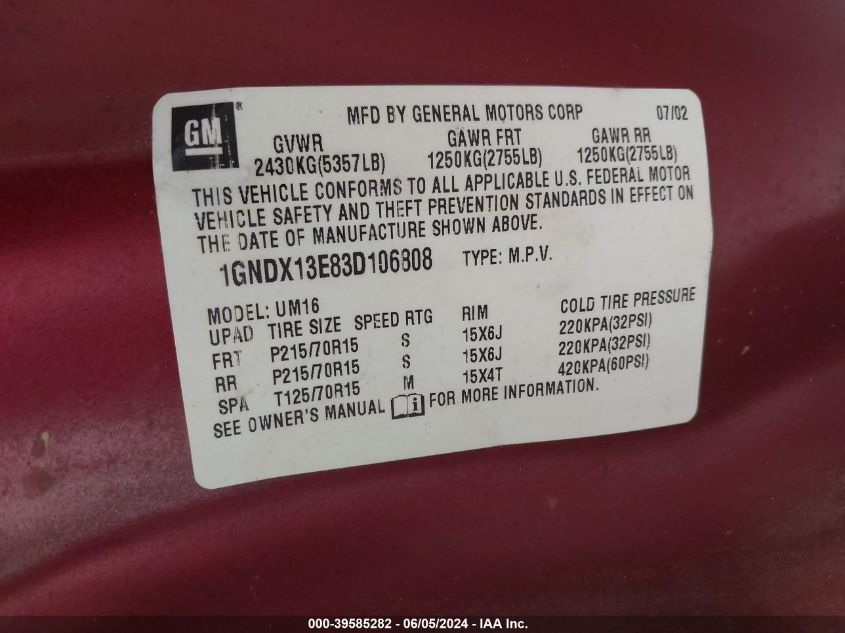 GM®
MFD BY GENERAL MOTORS CORP 07/02
GVWR GAWR FRT GAWR RR
2430KG(5357LB) 1250KG(2755LB) 1250KG(2755LB)
THIS VEHICLE CONFORMS TO ALL APPLICABLE U.S. FEDERAL MOTOR
VEHICLE SAFETY AND THEFT PREVENTION STANDARDS IN EFFECT ON
THE DATE OF MANUFACTURE SHOWN ABOVE.
1GNDX13E83D106808 TYPE: M.P.V.
MODEL: UM16
UPAD TIRE SIZE SPEED RTG RIM COLD TIRE PRESSURE
FRT P215/70R15 S 15X6J 220KPA(32PSI)
RR P215/70R15 S 15X6J 220KPA(32PSI)
SPA T125/70R15 M 15X4T 420KPA(60PSI)
SEE OWNER'S MANUAL FOR MORE INFORMATION.
000-39585282 - 06/05/2024 - IAA Inc.